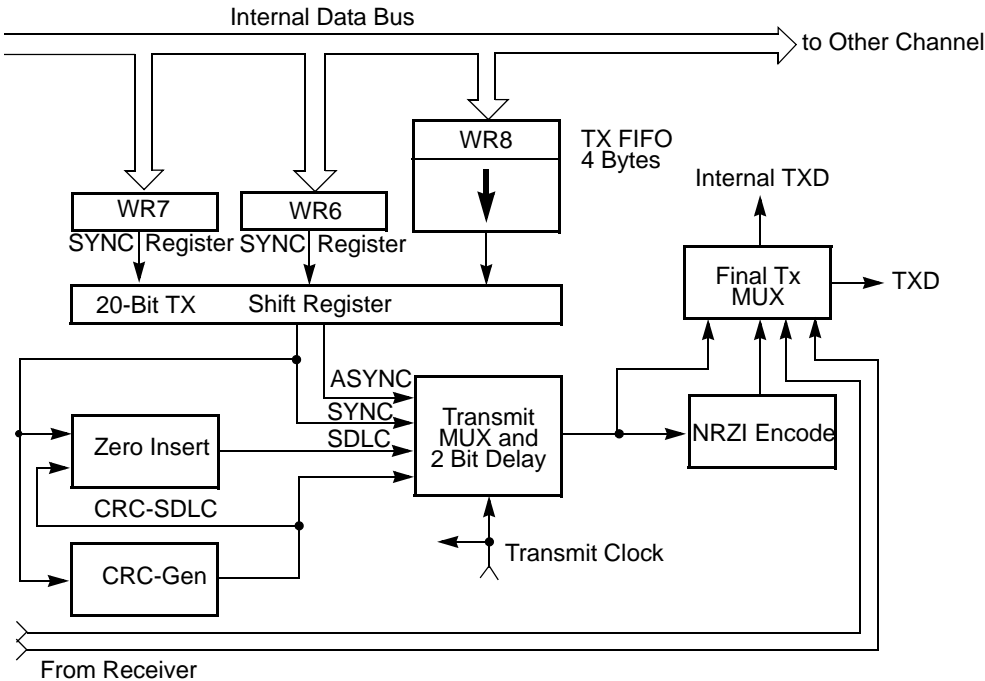 Internal Data Bus
to Other Channel
WR8
TX FIFO
4 Bytes
Internal TXD
WR7
WR6
SYNC Register
SYNC Register
Final Tx
MUX
TXD
20-Bit TX Shift Register
ASYNC
SYNC
SDLC
Transmit
MUX and
2 Bit Delay
NRZI Encode
Zero Insert
CRC-SDLC
Transmit Clock
CRC-Gen
From Receiver